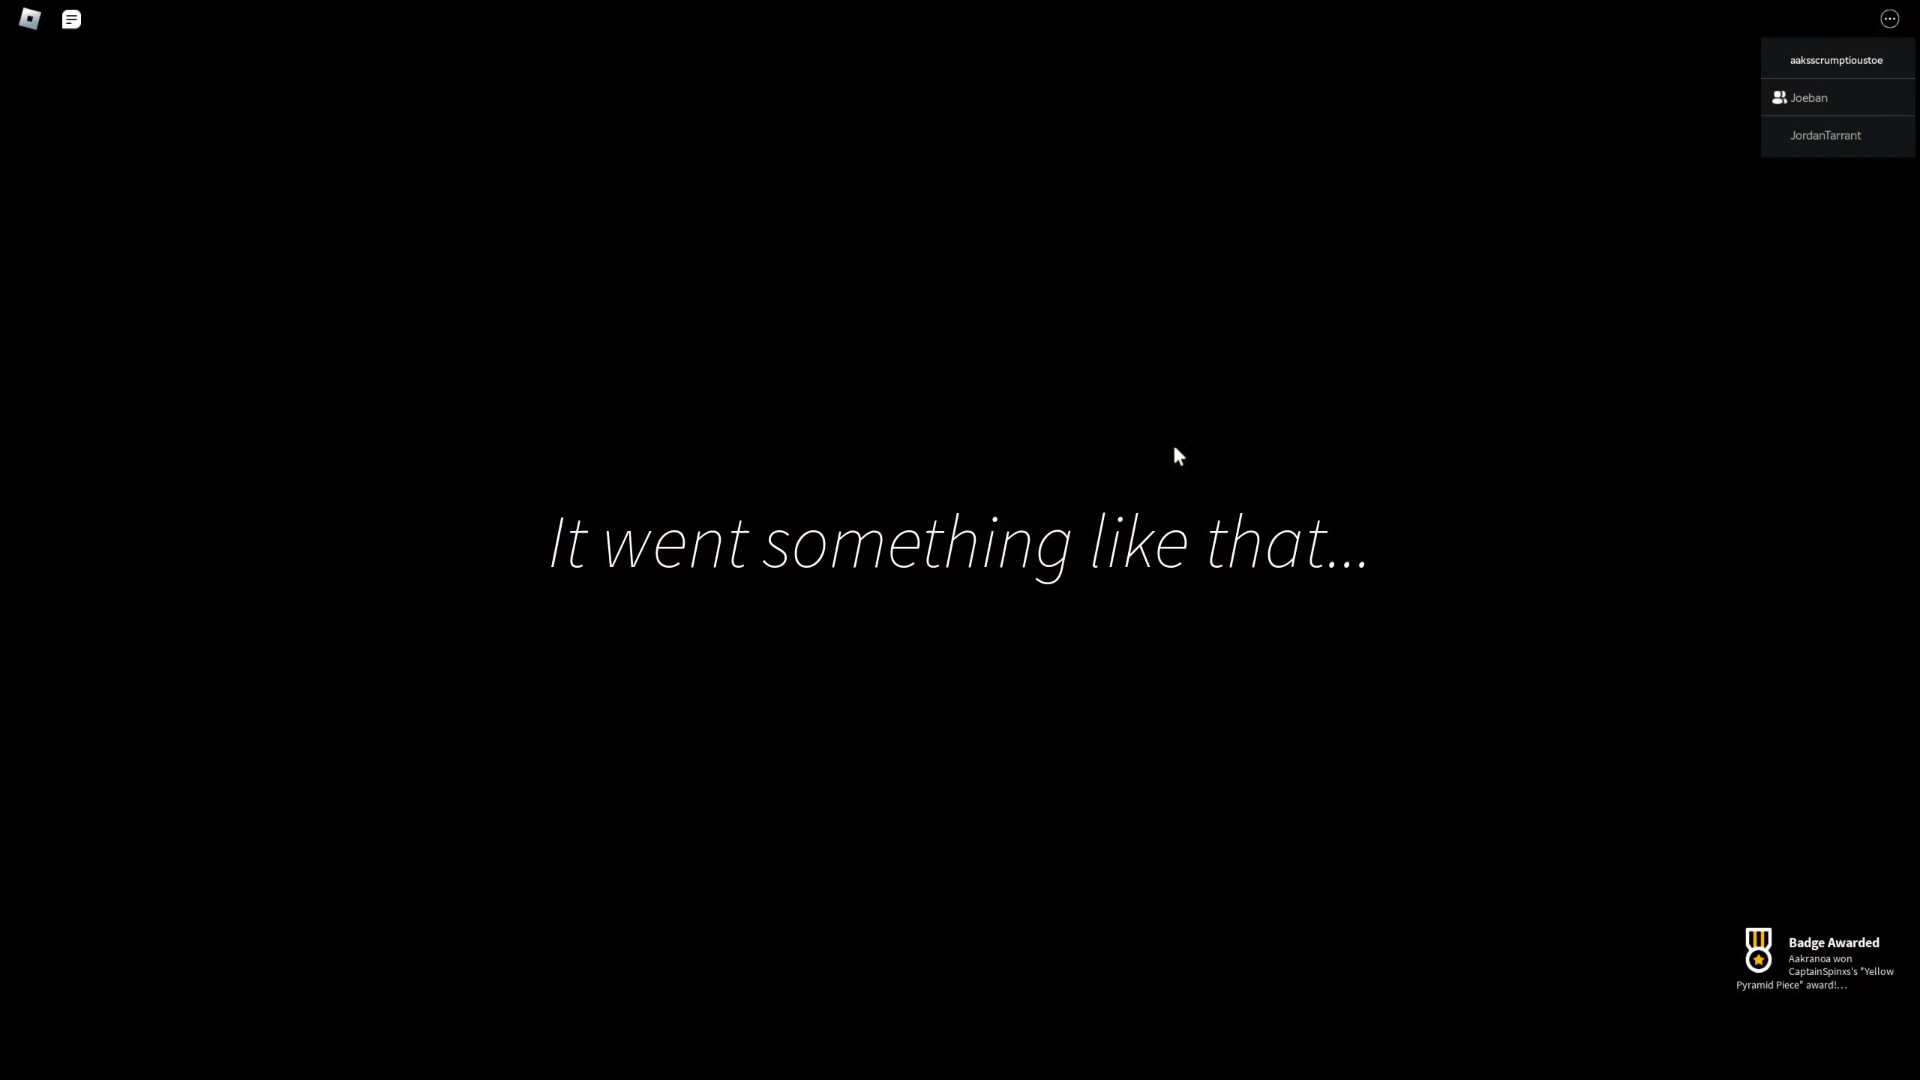 aaksscrumptioustoe
Joeban
JordanTarrant
It went something like that...
Badge Awarded
Aakranoa won
CaptainSpinxs's "Yellow
Pyramid Piece" award!...